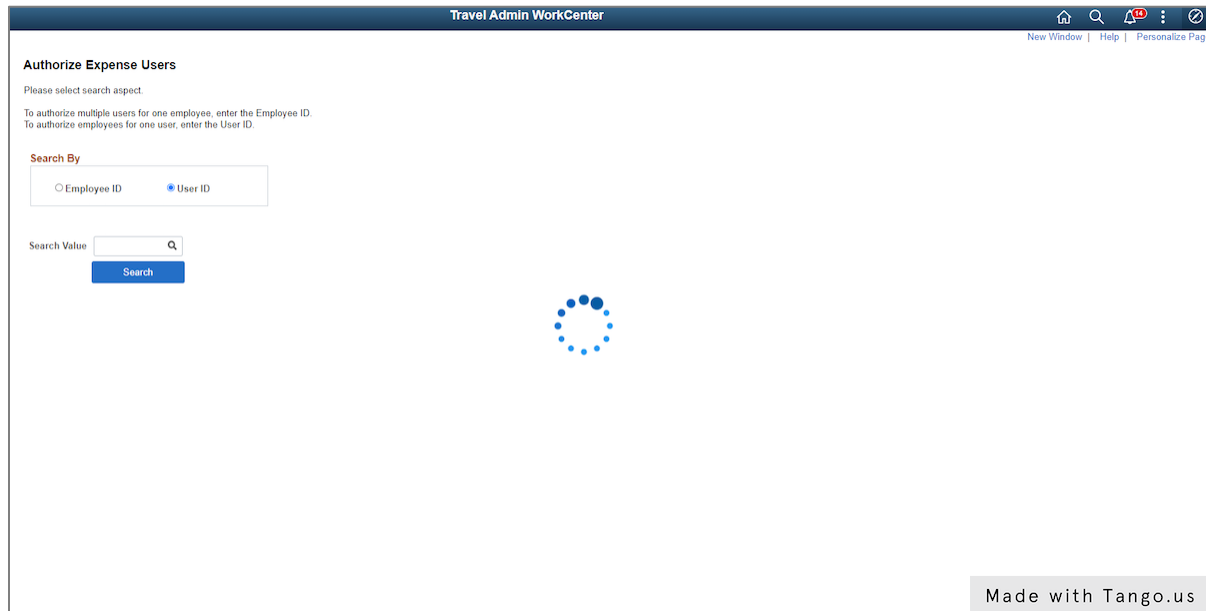 Travel Admin WorkCenter
14
New Window | Help | Personalize Pag
Authorize Expense Users
Please select search aspect.
To authorize multiple users for one employee, enter the Employee ID.
To authorize employees for one user, enter the User ID.
Search By
Employee ID User ID
Search Value
Search
Made with Tango.us